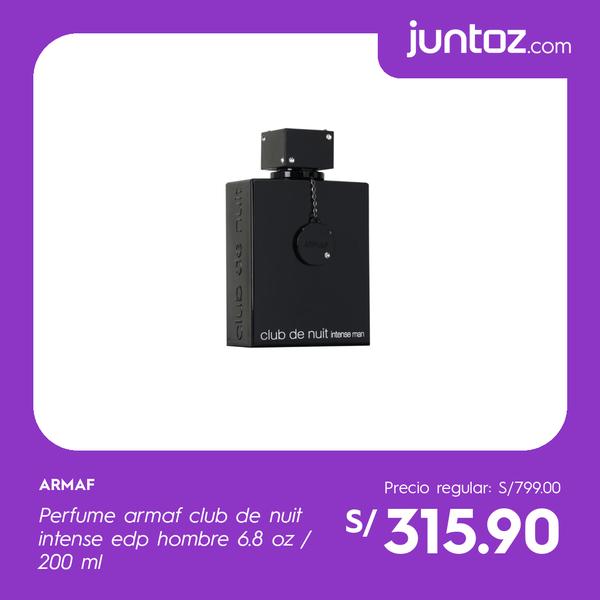 juntoz.com
club de nuit
ARMAF
club de nuit intense man
ARMAF
Perfume armaf club de nuit
intense edp hombre 6.8 oz /
200 ml
Precio regular: S/799.00
S/ 315.90